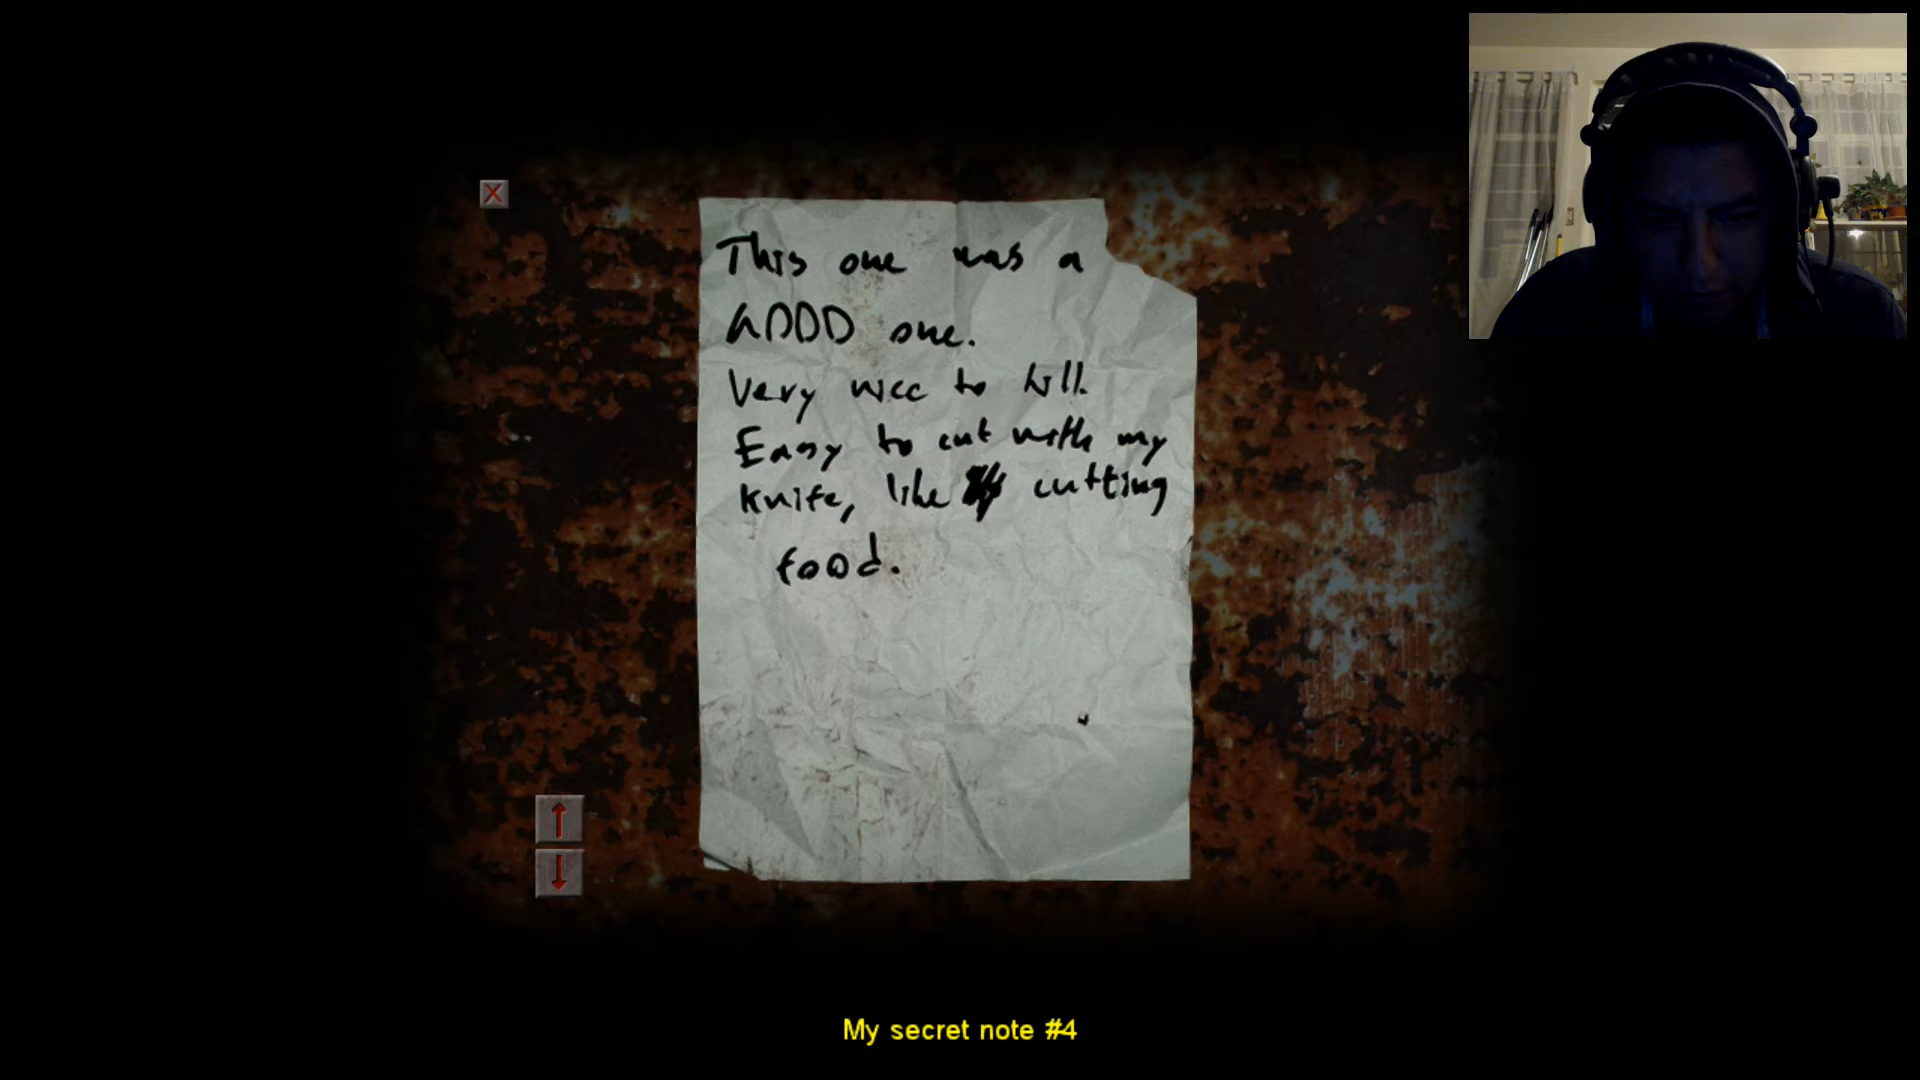 This one was a
GOOD one.
Very nice to kill.
Easy to cut with my
knife, like cutting
food.
My secret note #4